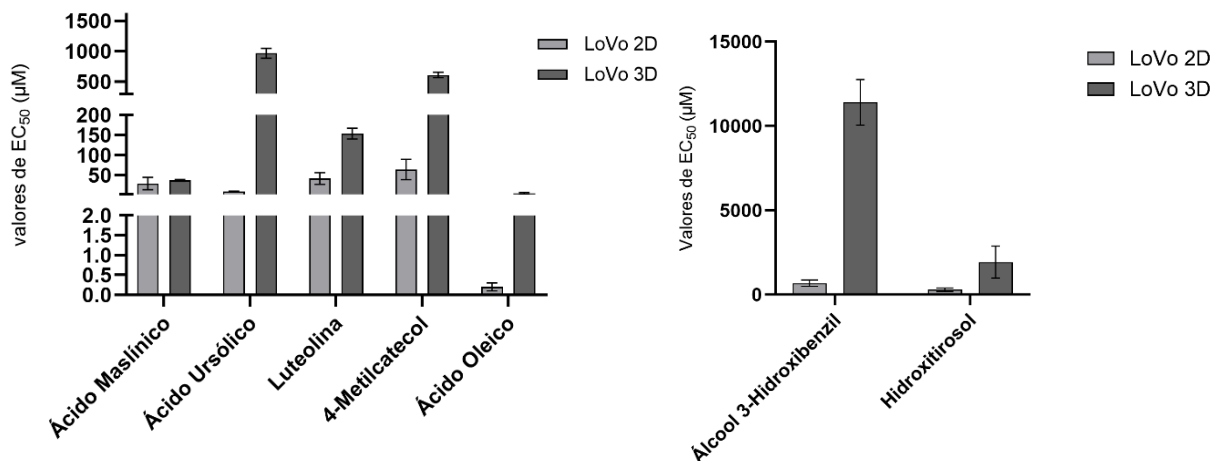 valores de EC₅₀ (µM)
1500
1000
500
200
150
100
50
2.0
1.5
1.0
0.5
0.0
LoVo 2D
LoVo 3D
Ácido Maslínico
Ácido Ursólico
Luteolina
4-Metilcatecol
Ácido Oleico
Valores de EC₅₀ (µM)
15000
10000
5000
0
LoVo 2D
LoVo 3D
Álcool 3-Hidroxibenzil
Hidroxitirosol